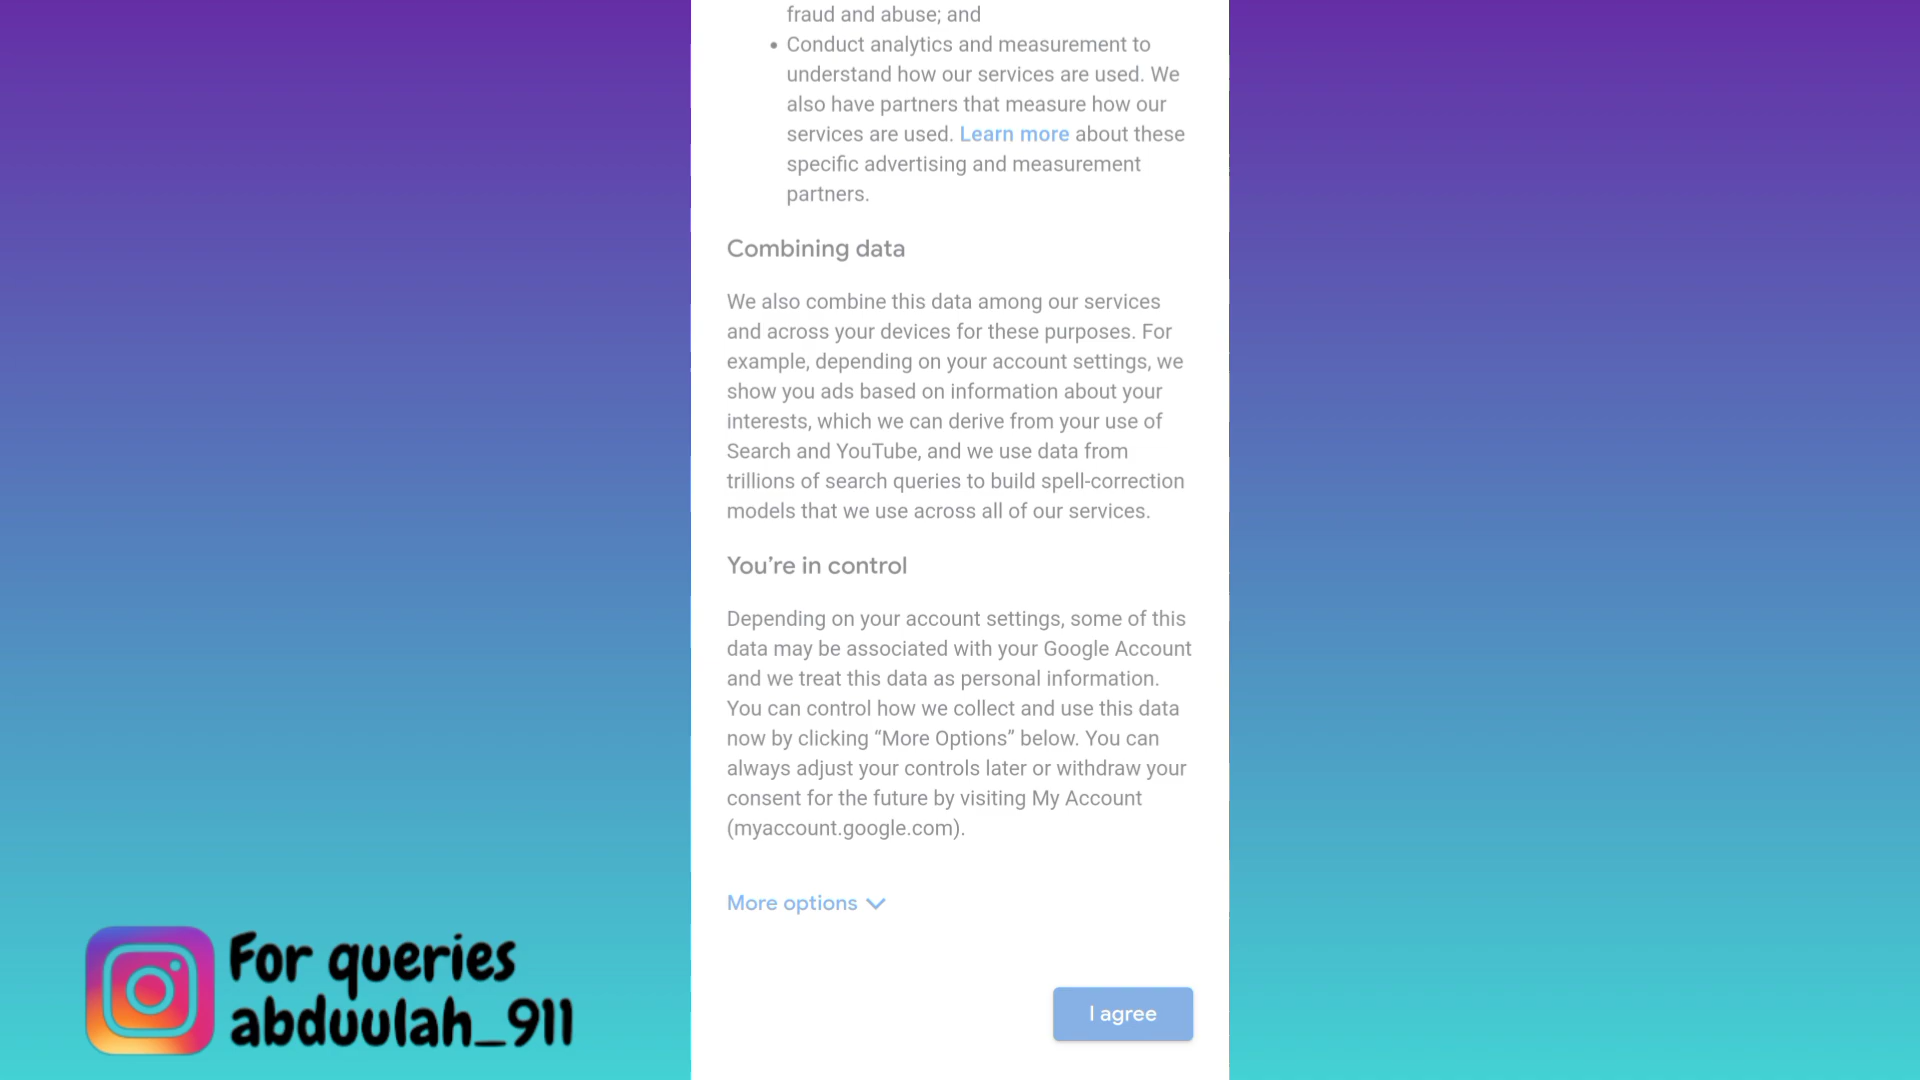 fraud and abuse; and
• Conduct analytics and measurement to
understand how our services are used. We
also have partners that measure how our
services are used. Learn more about these
specific advertising and measurement
partners.
Combining data
We also combine this data among our services
and across your devices for these purposes. For
example, depending on your account settings, we
show you ads based on information about your
interests, which we can derive from your use of
Search and YouTube, and we use data from
trillions of search queries to build spell-correction
models that we use across all of our services.
You’re in control
Depending on your account settings, some of this
data may be associated with your Google Account
and we treat this data as personal information.
You can control how we collect and use this data
now by clicking “More Options” below. You can
always adjust your controls later or withdraw your
consent for the future by visiting My Account
(myaccount.google.com).
More options
I agree
For queries
abduulah_911